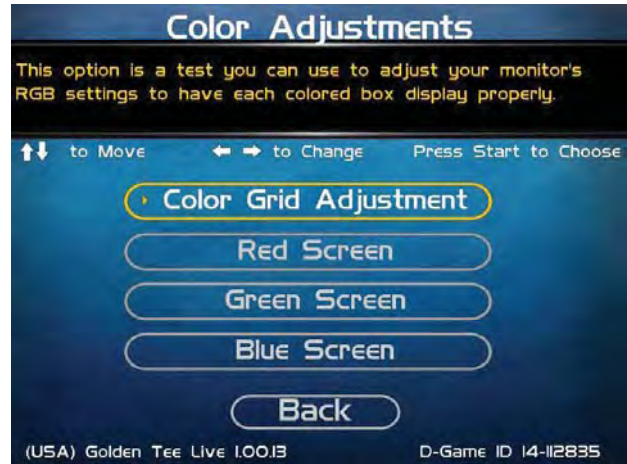 Color Adjustments
This option is a test you can use to adjust your monitor's
RGB settings to have each colored box display properly.
to Move to Change Press Start to Choose
Color Grid Adjustment
Red Screen
Green Screen
Blue Screen
Back
(USA) Golden Tee Live 1.00.13 D-Game ID 14-112835